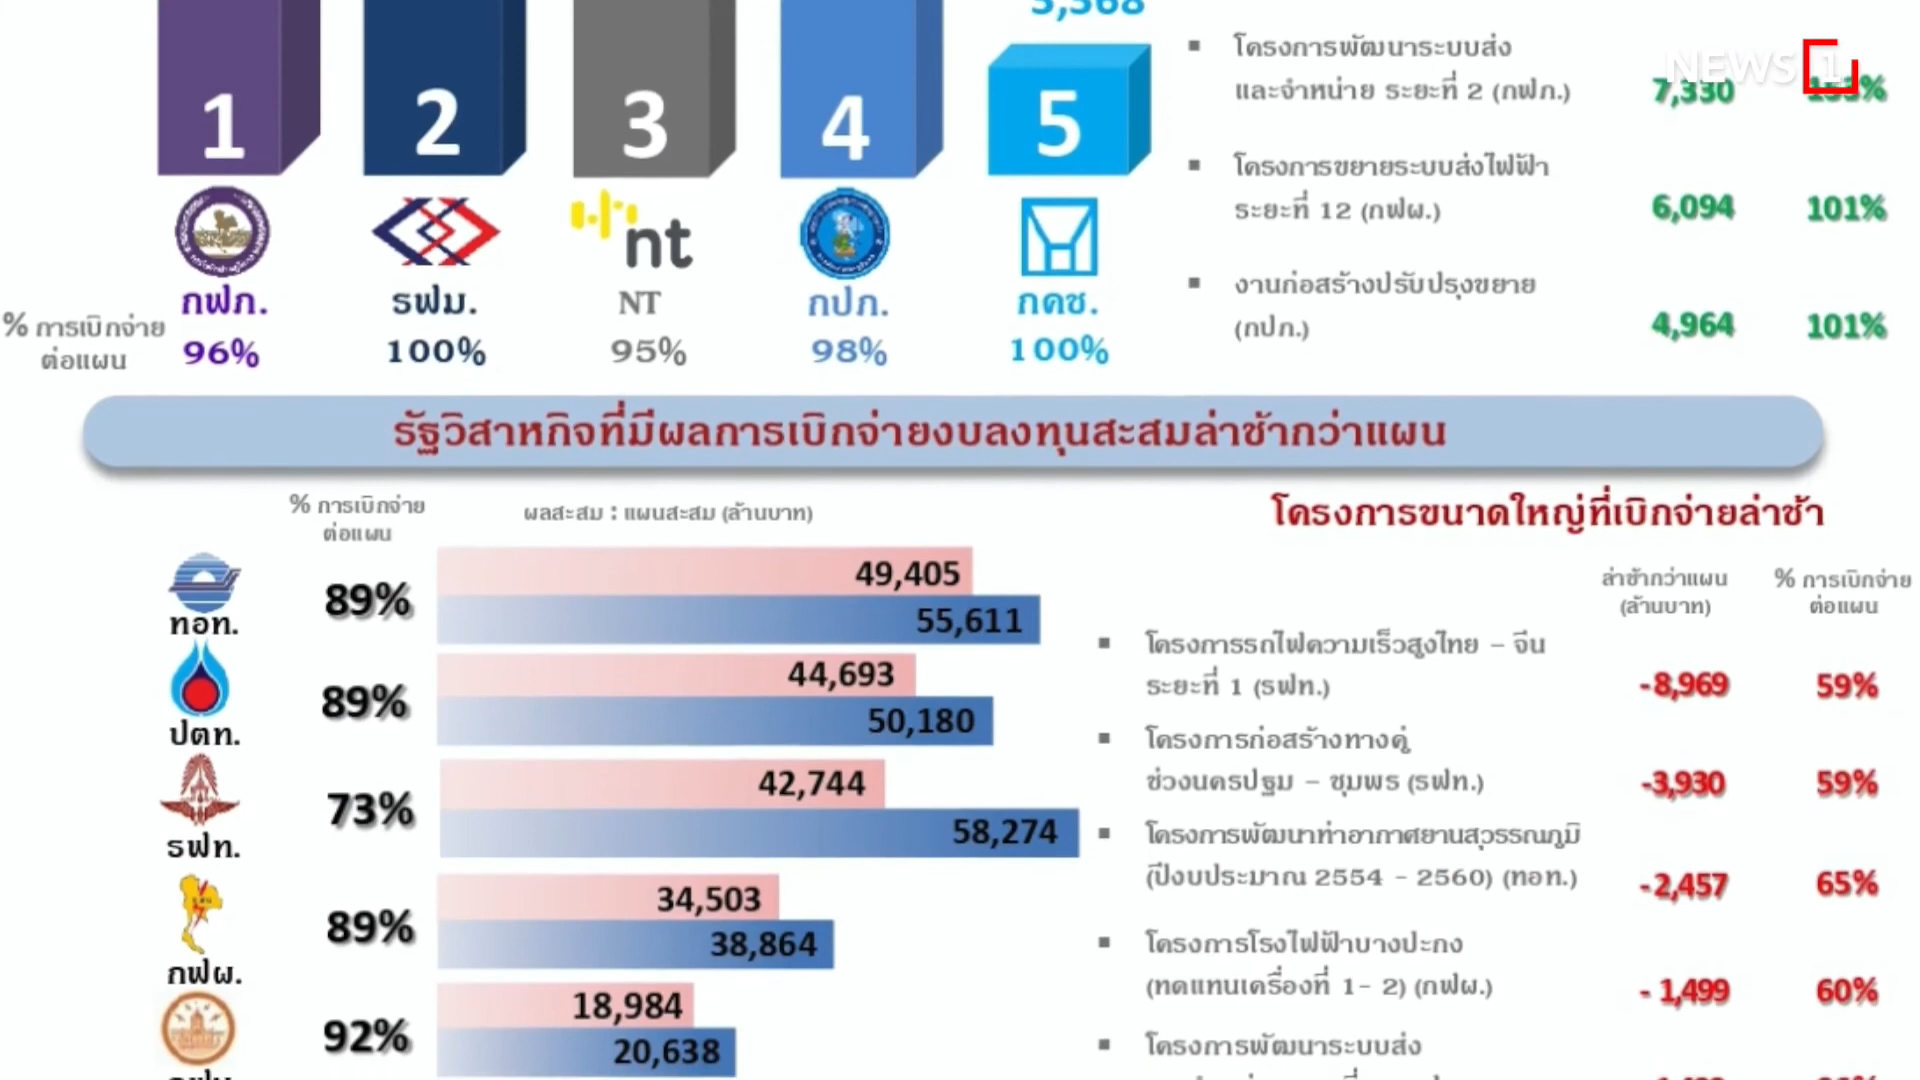 3,368
1
2
3
4
5
nt
กฟภ.
รฟม.
NT
กปภ.
กคช.
% การเบิกจ่าย
ต่อแผน
96%
100%
95%
98%
100%
NEWS 1
โครงการพัฒนาระบบส่ง
และจำหน่าย ระยะที่ 2 (กฟภ.)
7,330
โครงการขยายระบบส่งไฟฟ้า
ระยะที่ 12 (กฟผ.)
6,094 101%
งานก่อสร้างปรับปรุงขยาย
(กปภ.)
4,964 101%
รัฐวิสาหกิจที่มีผลการเบิกจ่ายงบลงทุนสะสมล่าช้ากว่าแผน
% การเบิกจ่าย
ต่อแผน
ผลสะสม : แผนสะสม (ล้านบาท)
ทอท.
89%
49,405
55,611
ปตท.
89%
44,693
50,180
รฟท.
73%
42,744
58,274
กฟผ.
89%
34,503
38,864
92%
18,984
20,638
โครงการขนาดใหญ่ที่เบิกจ่ายล่าช้า
ล่าช้ากว่าแผน
(ล้านบาท)
% การเบิกจ่าย
ต่อแผน
โครงการรถไฟความเร็วสูงไทย – จีน
ระยะที่ 1 (รฟท.)
-8,969 59%
โครงการก่อสร้างทางคู่
ช่วงนครปฐม – ชุมพร (รฟท.)
-3,930 59%
โครงการพัฒนาท่าอากาศยานสุวรรณภูมิ
(ปีงบประมาณ 2554 - 2560) (ทอท.)
-2,457 65%
โครงการโรงไฟฟ้าบางปะกง
(ทดแทนเครื่องที่ 1- 2) (กฟผ.)
- 1,499 60%
โครงการพัฒนาระบบส่ง